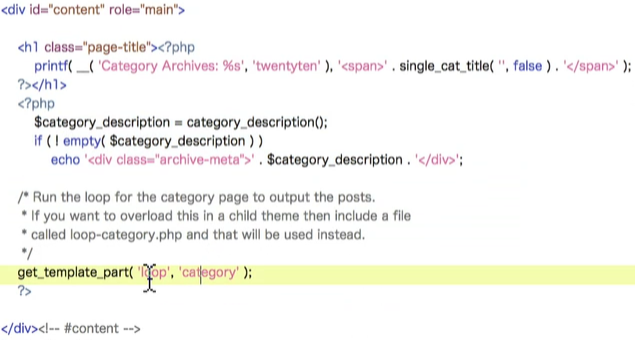 <div id="content" role="main">
<h1 class="page-title"><?php
printf( __( 'Category Archives: %s', 'twentyten' ), '<span>' . single_cat_title( '', false ) . '</span>' );
?></h1>
<?php
$category_description = category_description();
if ( ! empty( $category_description ) )
echo '<div class="archive-meta">' . $category_description . '</div>';
/* Run the loop for the category page to output the posts.
* If you want to overload this in a child theme then include a file
* called loop-category.php and that will be used instead.
*/
get_template_part( 'loop', 'category' );
?>
</div><!-- #content -->